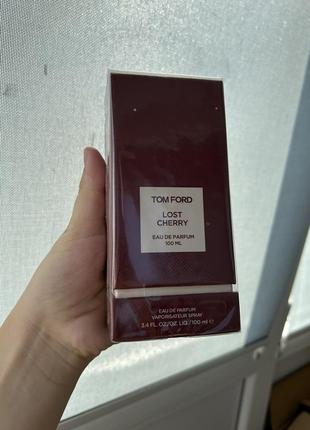 TOM FORD
LOST
CHERRY
EAU DE PARFUM
100 ML
EAU DE PARFUM
VAPORISATEUR SPRAY
3.4 FL. OZ/OZ. LIQ / 100 ml ℮